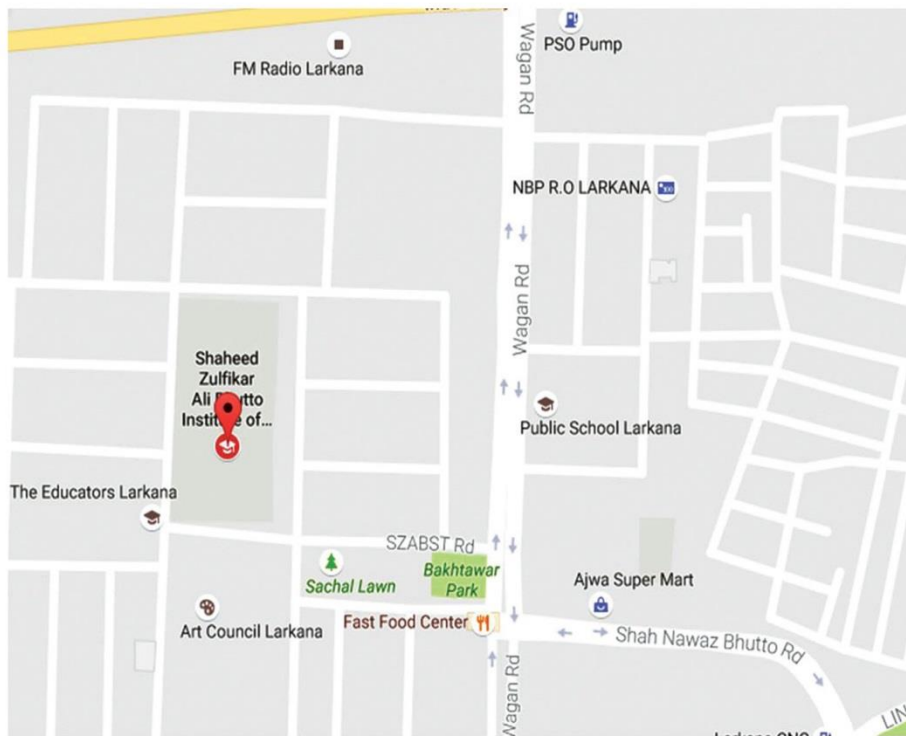 Wagan Rd
PSO Pump
FM Radio Larkana
NBP R.O LARKANA
100
Wagan Rd
Shaheed
Zulfikar
Ali Bhutto
Institute of...
Public School Larkana
The Educators Larkana
SZABST Rd
Bakhtawar
Park
Sachal Lawn
Ajwa Super Mart
Fast Food Center
Art Council Larkana
Shah Nawaz Bhutto Rd
Wagan Rd
LIN